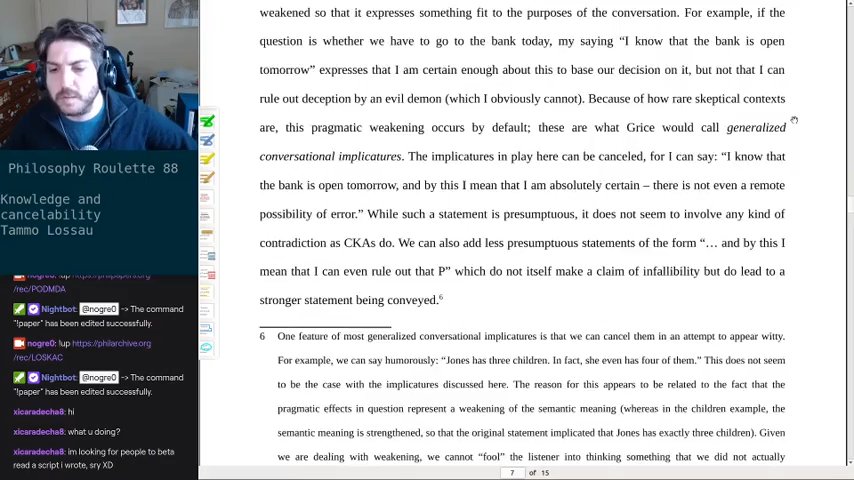 weakened so that it expresses something fit to the purposes of the conversation. For example, if the
question is whether we have to go to the bank today, my saying “I know that the bank is open
tomorrow” expresses that I am certain enough about this to base our decision on it, but not that I can
rule out deception by an evil demon (which I obviously cannot). Because of how rare skeptical contexts
are, this pragmatic weakening occurs by default; these are what Grice would call generalized
conversational implicatures. The implicatures in play here can be canceled, for I can say: “I know that
the bank is open tomorrow, and by this I mean that I am absolutely certain – there is not even a remote
possibility of error.” While such a statement is presumptuous, it does not seem to involve any kind of
contradiction as CKAs do. We can also add less presumptuous statements of the form “… and by this I
mean that I can even rule out that P” which do not itself make a claim of infallibility but do lead to a
stronger statement being conveyed.6
6 One feature of most generalized conversational implicatures is that we can cancel them in an attempt to appear witty.
For example, we can say humorously: “Jones has three children. In fact, she even has four of them.” This does not seem
to be the case with the implicatures discussed here. The reason for this appears to be related to the fact that the
pragmatic effects in question represent a weakening of the semantic meaning (whereas in the children example, the
semantic meaning is strengthened, so that the original statement implicated that Jones has exactly three children). Given
we are dealing with weakening, we cannot “fool” the listener into thinking something that we did not actually
7 of 15
Philosophy Roulette 88
Knowledge and
cancelability
Tammo Lossau
nogre0: !up https://philpapers.org
/rec/PODMDA
Nightbot: @nogre0 -> The command
"!paper" has been edited successfully.
nogre0: !up https://philarchive.org
/rec/LOSKAC
Nightbot: @nogre0 -> The command
"!paper" has been edited successfully.
xicaradecha8: hi
xicaradecha8: what u doing?
xicaradecha8: im looking for people to beta
read a script i wrote, sry XD